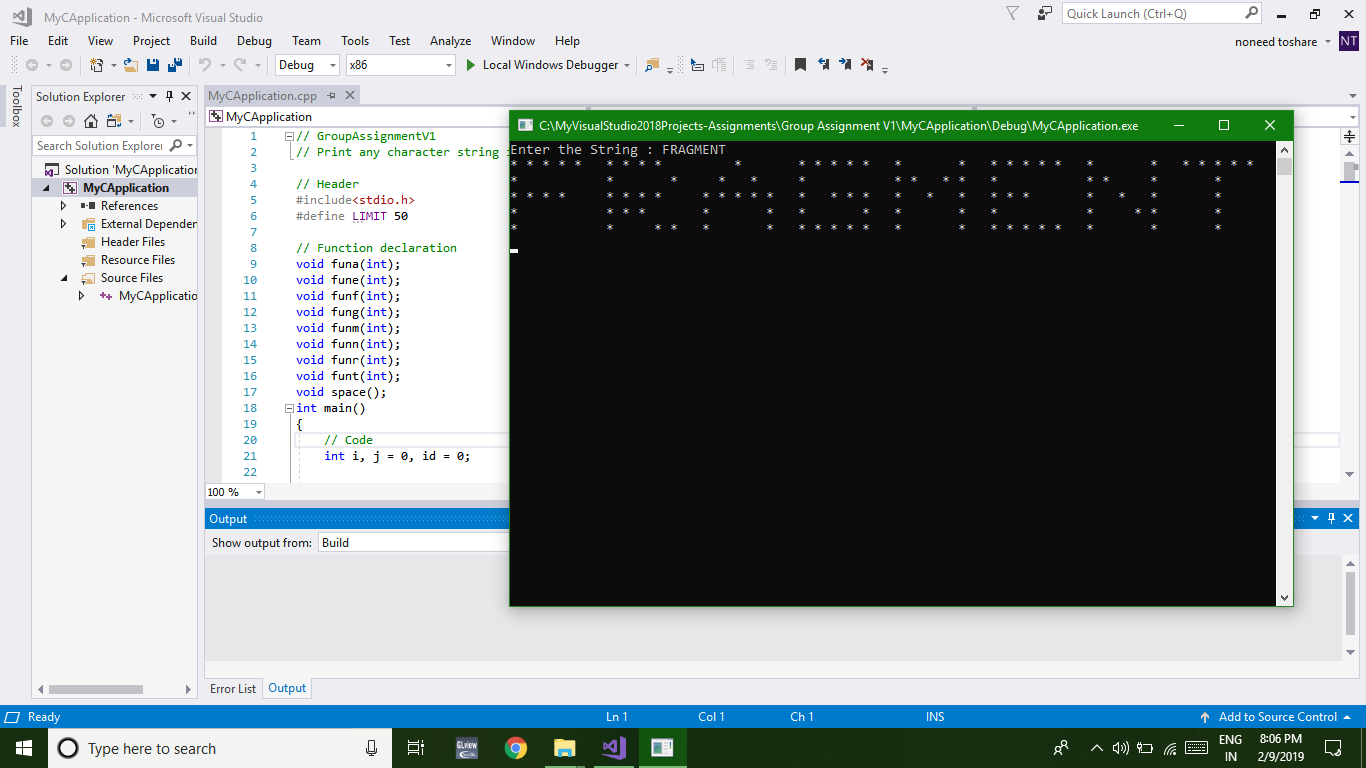 MyCApplication - Microsoft Visual Studio
Quick Launch (Ctrl+Q)
File Edit View Project Build Debug Team Tools Test Analyze Window Help
noneed toshare NT
Debug x86 Local Windows Debugger
Toolbox
Solution Explorer
Search Solution Explorer
Solution 'MyCApplication
MyCApplication
References
External Depender
Header Files
Resource Files
Source Files
MyCApplicatio
MyCApplication.cpp
MyCApplication
1 // GroupAssignmentV1
2 // Print any character string
3
4 // Header
5 #include<stdio.h>
6 #define LIMIT 50
7
8 // Function declaration
9 void funa(int);
10 void fune(int);
11 void funf(int);
12 void fung(int);
13 void funm(int);
14 void funn(int);
15 void funr(int);
16 void funt(int);
17 void space();
18 int main()
19 {
20 // Code
21 int i, j = 0, id = 0;
22
100 %
C:\MyVisualStudio2018Projects-Assignments\Group Assignment V1\MyCApplication\Debug\MyCApplication.exe
Enter the String : FRAGMENT
* * * * *   * * * *         *       * * * * *   *       *   * * * * *   *       *   * * * * *
*           *       *     *   *     *           * *   * *   *           * *     *       *
* * * *     * * * *     * * * * *   *   * * *   *   *   *   * * *       *   *   *       *
*           * * *       *       *   *       *   *       *   *           *     * *       *
*           *     * *   *       *   * * * * *   *       *   * * * * *   *       *       *
Output
Show output from: Build
Error List Output
Ready Ln 1 Col 1 Ch 1 INS Add to Source Control
Type here to search
GLview
ENG
IN
8:06 PM
2/9/2019